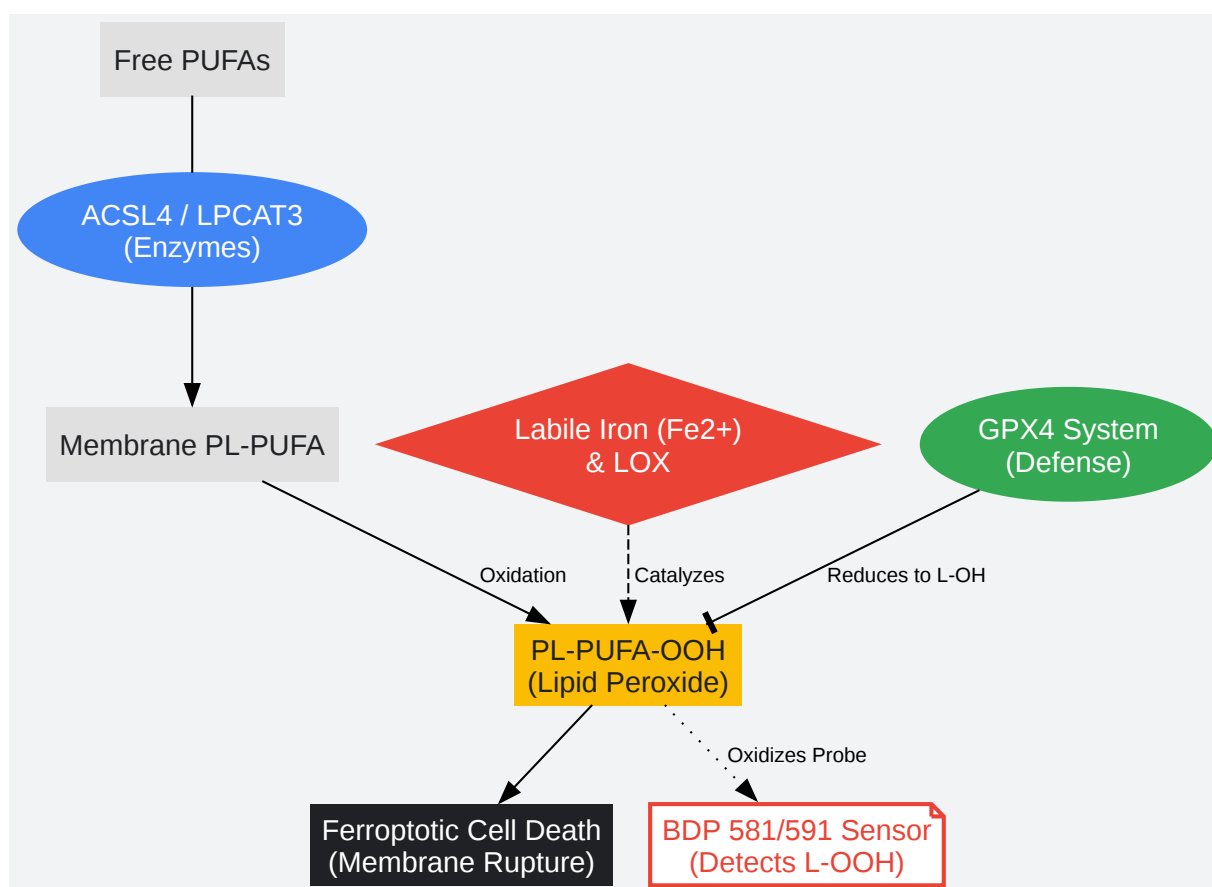 Free PUFAs
ACSL4 / LPCAT3
(Enzymes)
Membrane PL-PUFA
Labile Iron (Fe2+)
& LOX
GPX4 System
(Defense)
Oxidation
Catalyzes
Reduces to L-OH
PL-PUFA-OOH
(Lipid Peroxide)
Oxidizes Probe
Ferroptotic Cell Death
(Membrane Rupture)
BDP 581/591 Sensor
(Detects L-OOH)